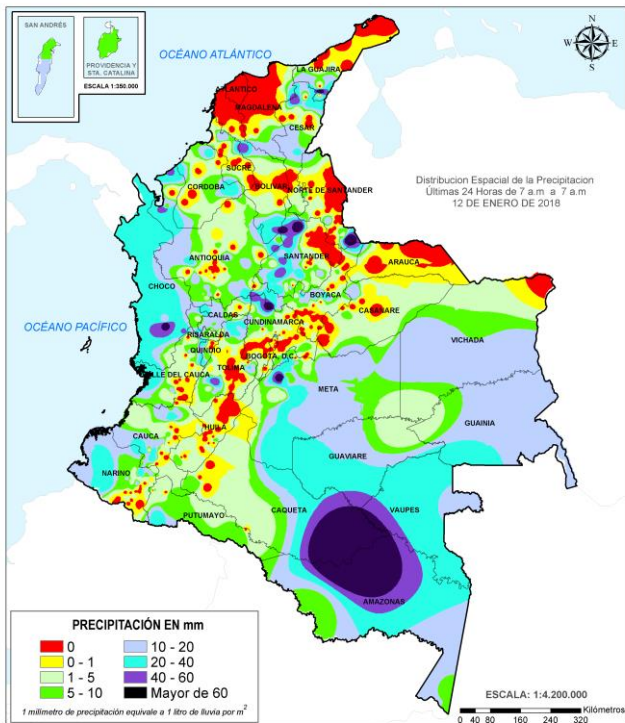 SAN ANDRÉS
PROVIDENCIA Y
STA. CATALINA
ESCALA 1:350.000
OCÉANO ATLÁNTICO
N
W E
S
LA GUAJIRA
ATLANTICO
MAGDALENA
CESAR
SUCRE
CORDOBA
BOLIVAR
NORTE DE SANTANDER
Distribucion Espacial de la Precipitacion
Últimas 24 Horas de 7 a.m a 7 a.m
12 DE ENERO DE 2018
ANTIOQUIA
SANTANDER
ARAUCA
CHOCO
BOYACA
CASANARE
OCÉANO PACÍFICO
CALDAS
CUNDINAMARCA
RISARALDA
VICHADA
QUINDIO
BOGOTA D.C.
VALLE DEL CAUCA
TOLIMA
META
GUAINIA
HUILA
CAUCA
GUAVIARE
NARIÑO
PUTUMAYO
CAQUETA
VAUPES
AMAZONAS
PRECIPITACIÓN EN mm
0 10 - 20
0 - 1 20 - 40
1 - 5 40 - 60
5 - 10 Mayor de 60
1 milimetro de precipitación equivale a 1 litro de lluvia por m²
ESCALA: 1:4.200.000
Kilómetros
0 40 80 160 240 320